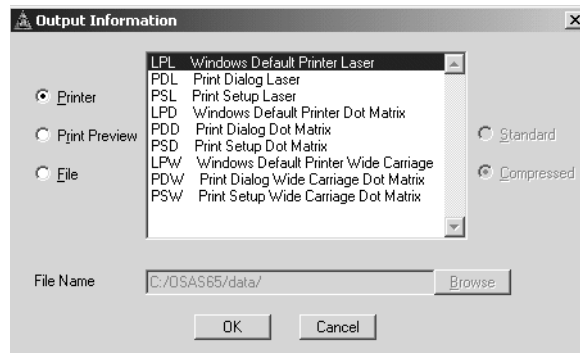 Output Information
LPL Windows Default Printer Laser
PDL Print Dialog Laser
PSL Print Setup Laser
LPD Windows Default Printer Dot Matrix
PDD Print Dialog Dot Matrix
PSD Print Setup Dot Matrix
LPW Windows Default Printer Wide Carriage
PDW Print Dialog Wide Carriage Dot Matrix
PSW Print Setup Wide Carriage Dot Matrix
Printer
Print Preview
File
Standard
Compressed
File Name
C:/OSAS65/data/
Browse
OK
Cancel